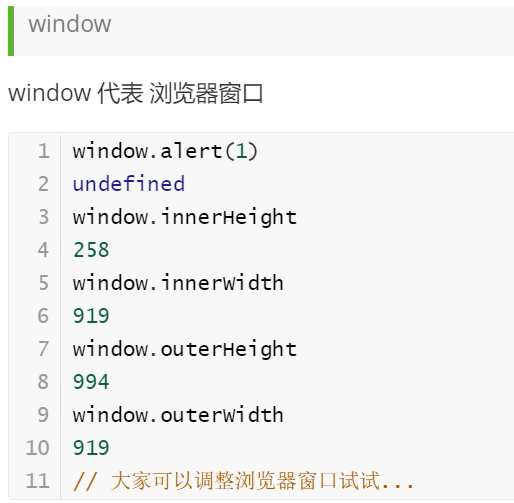 window
window 代表 浏览器窗口
1 window.alert(1)
2 undefined
3 window.innerHeight
4 258
5 window.innerWidth
6 919
7 window.outerHeight
8 994
9 window.outerWidth
10 919
11 // 大家可以调整浏览器窗口试试...